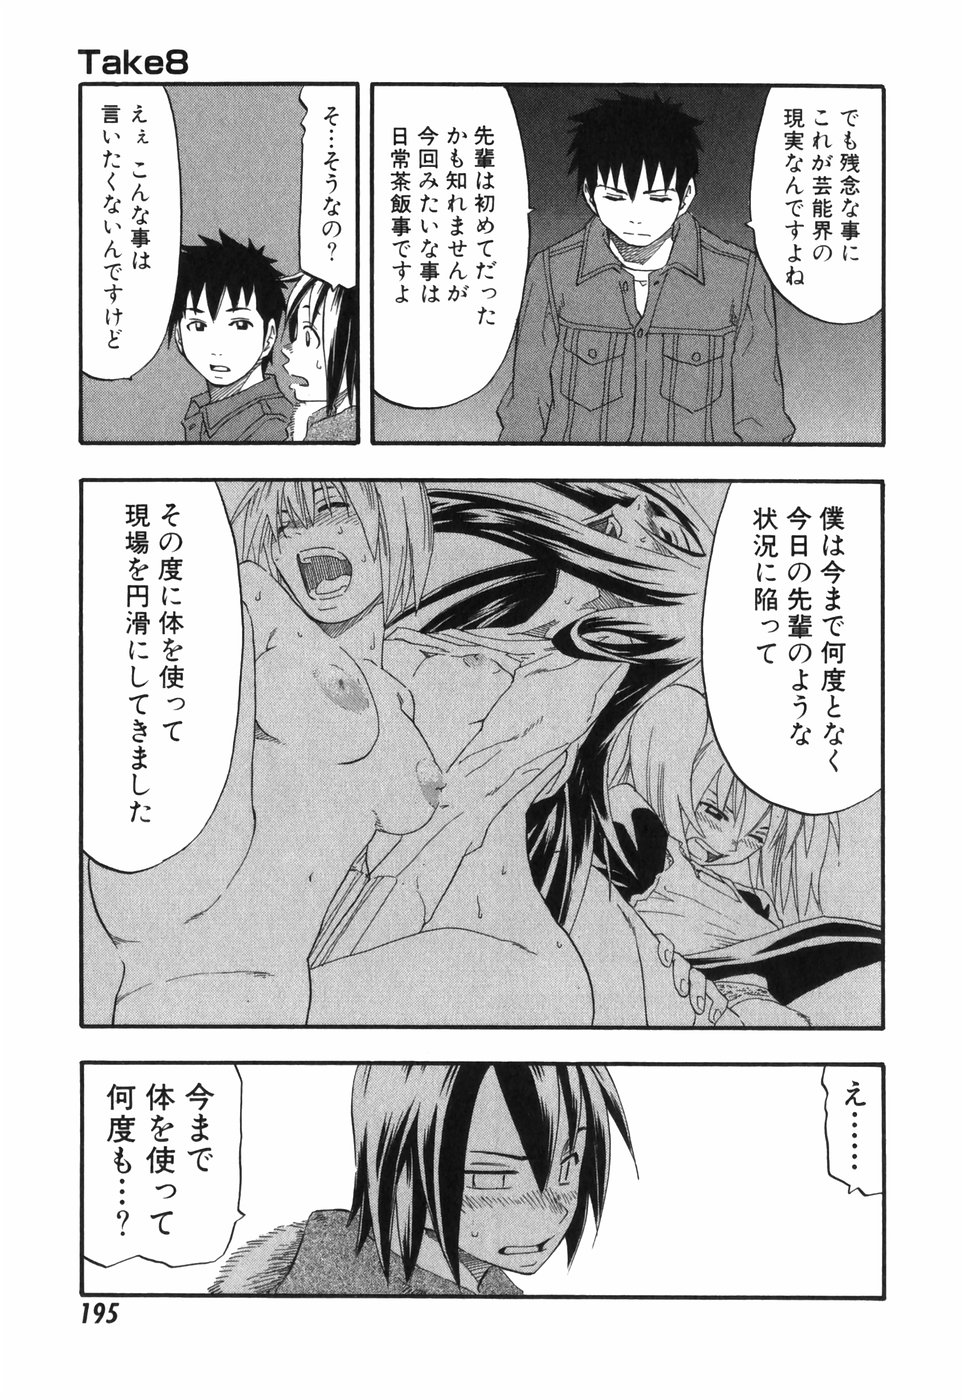 Take8
でも残念な事に
これが芸能界の
現実なんですよね
先輩は初めてだった
かも知れませんが
今回みたいな事は
日常茶飯事ですよ
そ…そうなの？
えぇ こんな事は
言いたくないんですけど
僕は今まで何度となく
今日の先輩のような
状況に陥って
その度に体を使って
現場を円滑にしてきました
え……
今まで
体を使って
何度も…？
195